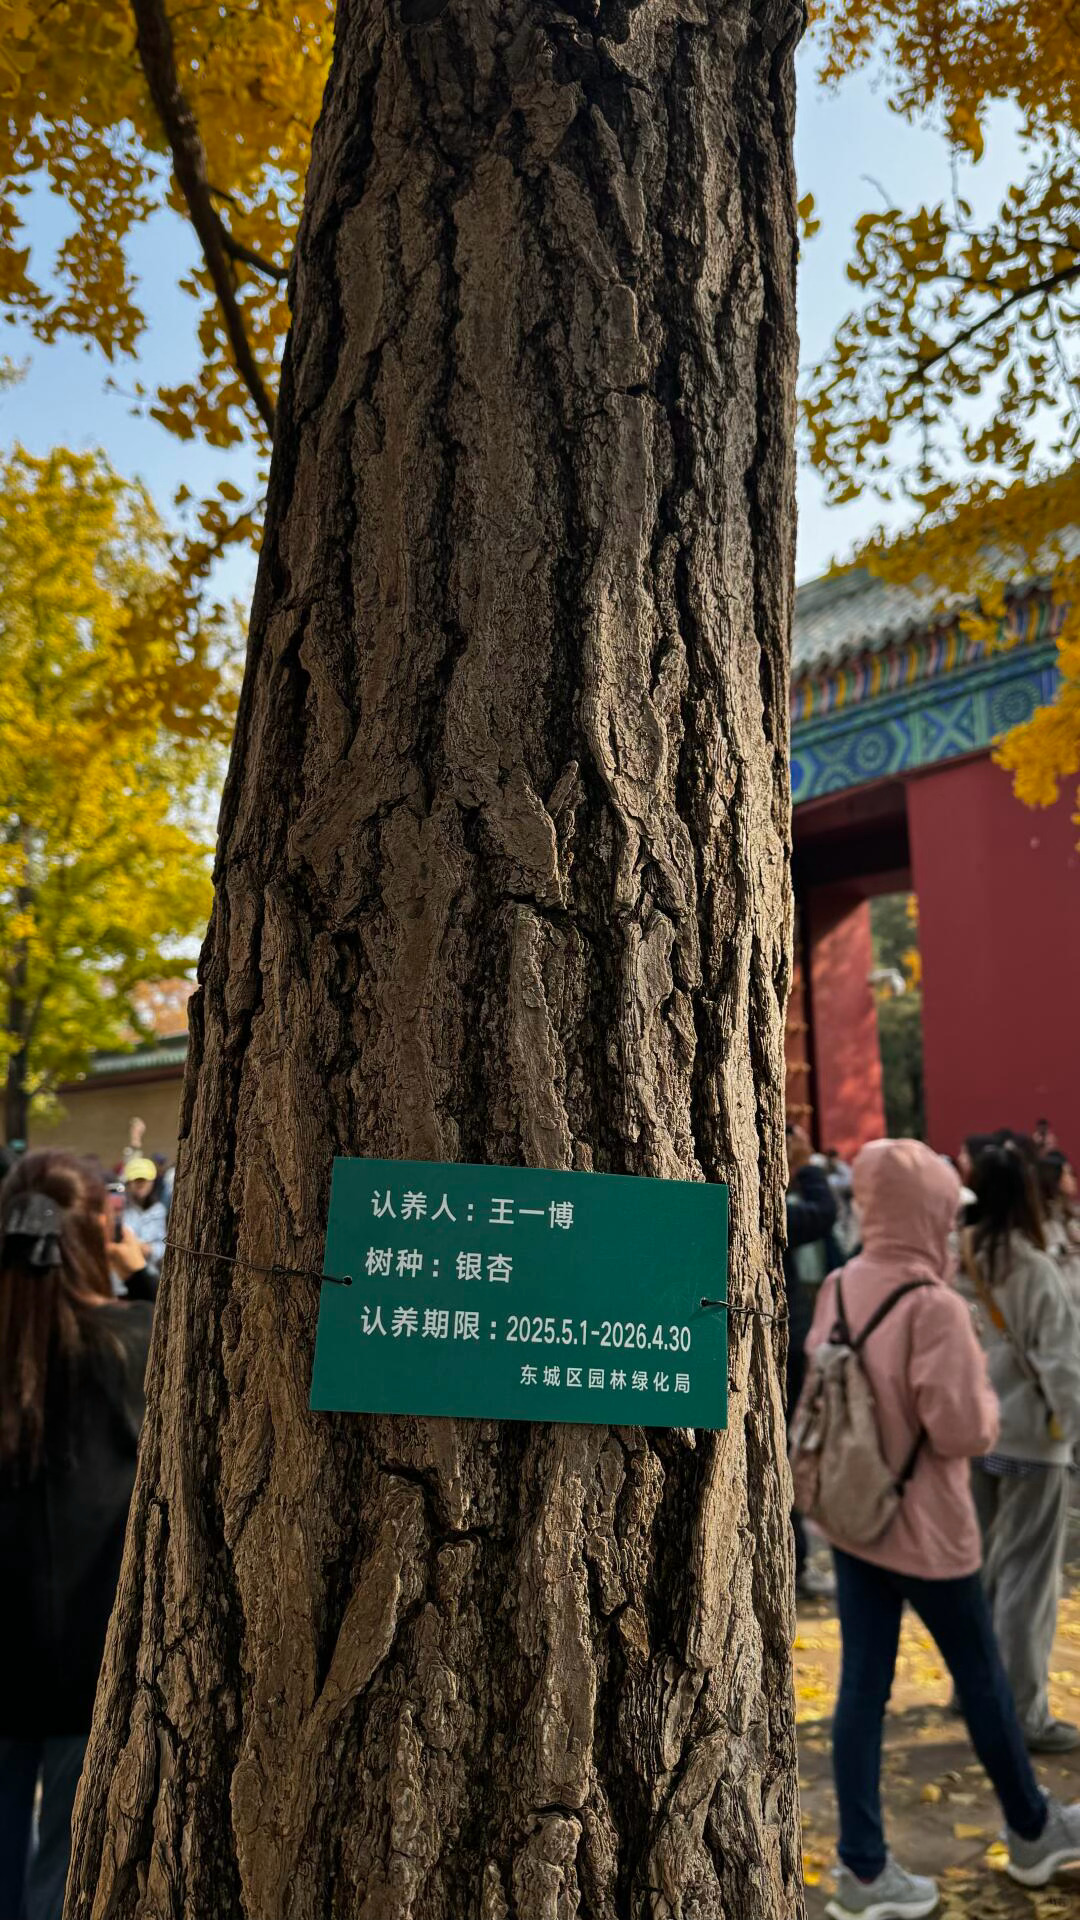 认养人：王一博
树种：银杏
认养期限：2025.5.1-2026.4.30
东城区园林绿化局